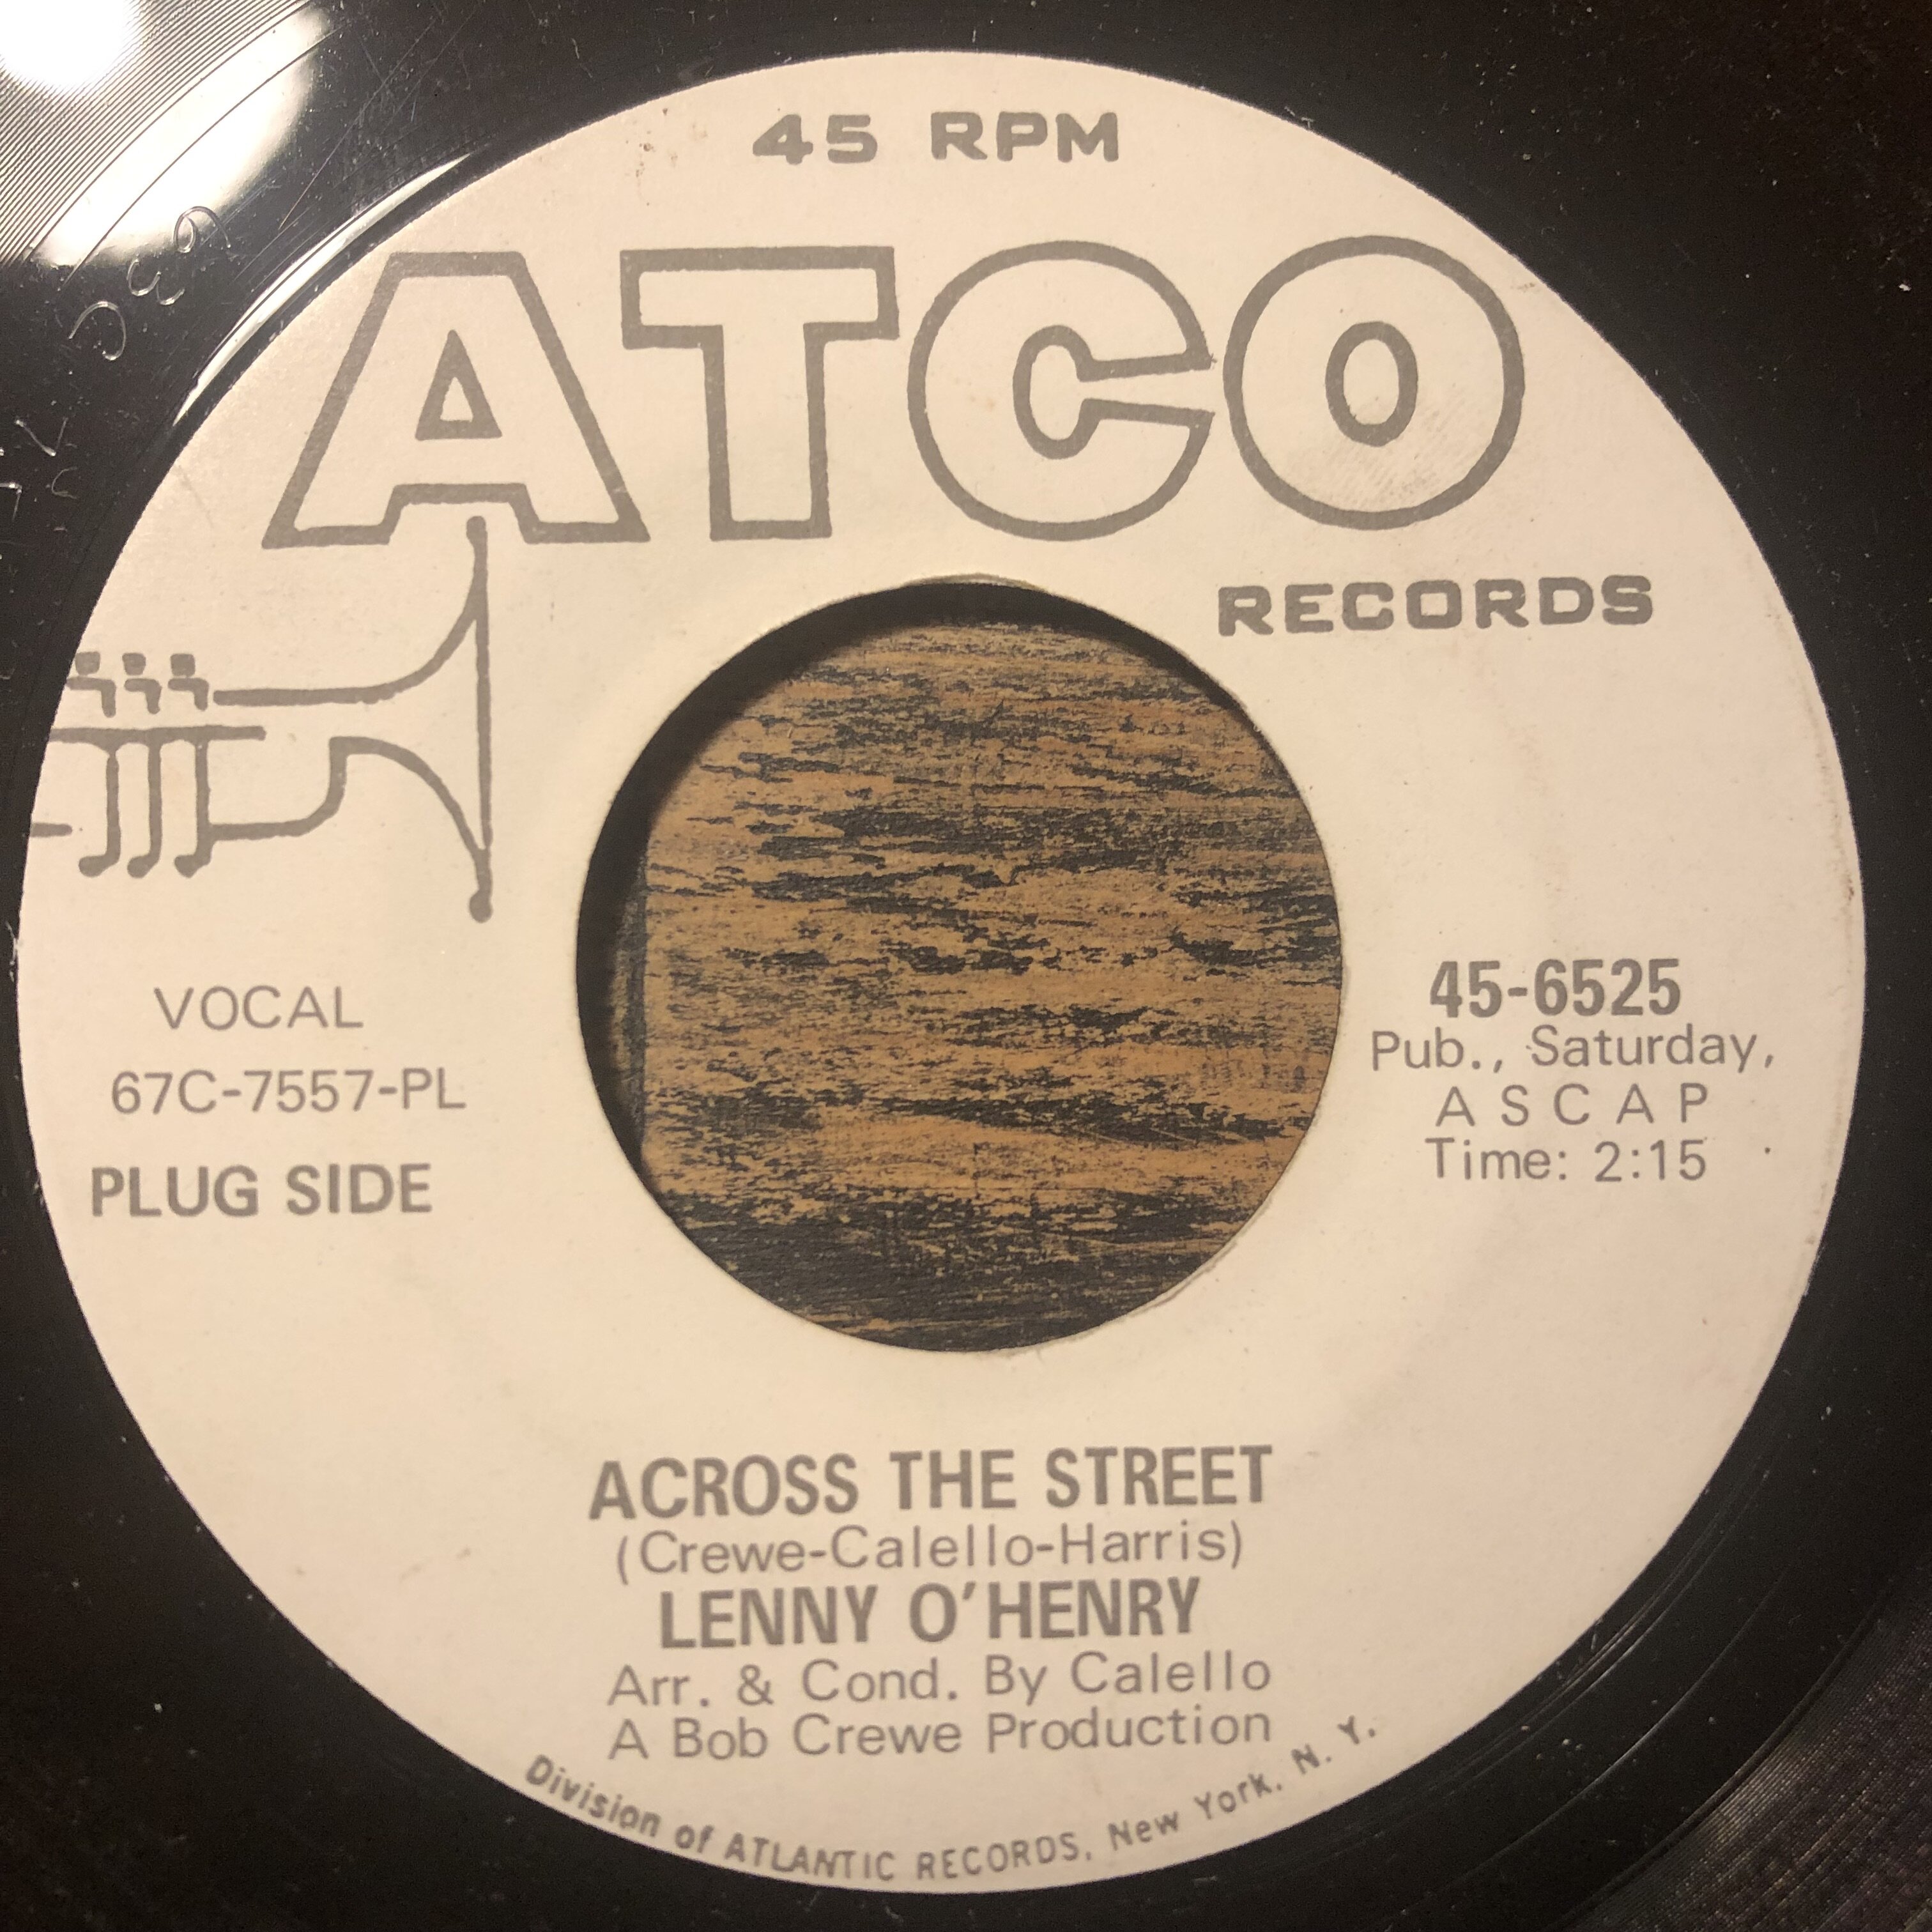 45 RPM
ATCO
RECORDS
VOCAL
67C-7557-PL
PLUG SIDE
45-6525
Pub., Saturday,
ASCAP
Time: 2:15
ACROSS THE STREET
(Crewe-Calello-Harris)
LENNY O'HENRY
Arr. & Cond. By Calello
A Bob Crewe Production
Division of ATLANTIC RECORDS, New York, N. Y.